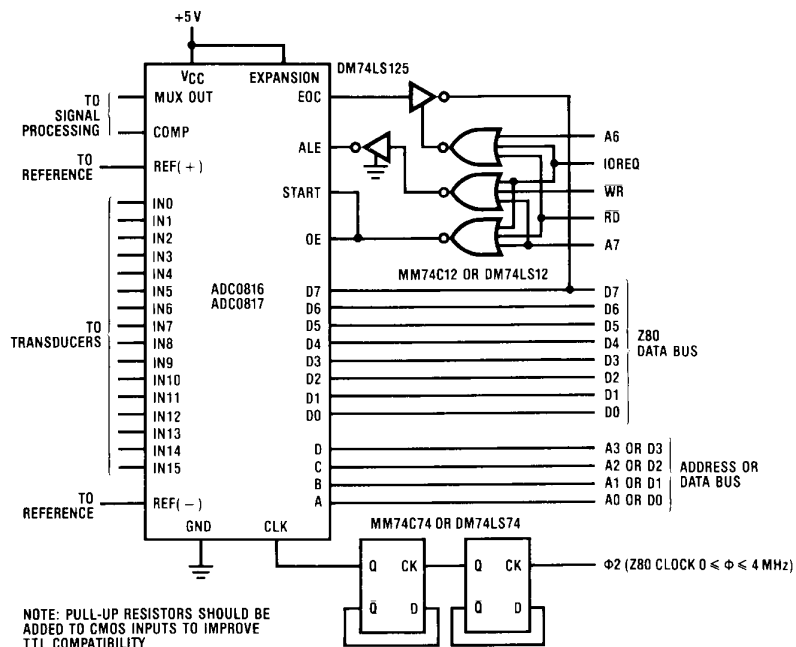 +5 V
VCC EXPANSION DM74LS125
MUX OUT EOC
TO
SIGNAL
PROCESSING
COMP ALE
TO
REFERENCE
REF(+)
START
OE
A6
IOREQ
W̅R̅
R̅D̅
A7
MM74C12 OR DM74LS12
IN0
IN1
IN2
IN3
IN4
IN5
IN6
IN7
IN8
IN9
IN10
IN11
IN12
IN13
IN14
IN15
TO
TRANSDUCERS
ADC0816
ADC0817
D7 D7
D6 D6
D5 D5
D4 D4
D3 D3
D2 D2
D1 D1
D0 D0
Z80
DATA BUS
D A3 OR D3
C A2 OR D2
B A1 OR D1
A A0 OR D0
ADDRESS OR
DATA BUS
TO
REFERENCE
REF(−)
GND CLK
MM74C74 OR DM74LS74
Q CK Q CK
Q̅ D Q̅ D
Φ2 (Z80 CLOCK 0 ⩽ Φ ⩽ 4 MHz)
NOTE: PULL-UP RESISTORS SHOULD BE
ADDED TO CMOS INPUTS TO IMPROVE
TTL COMPATIBILITY